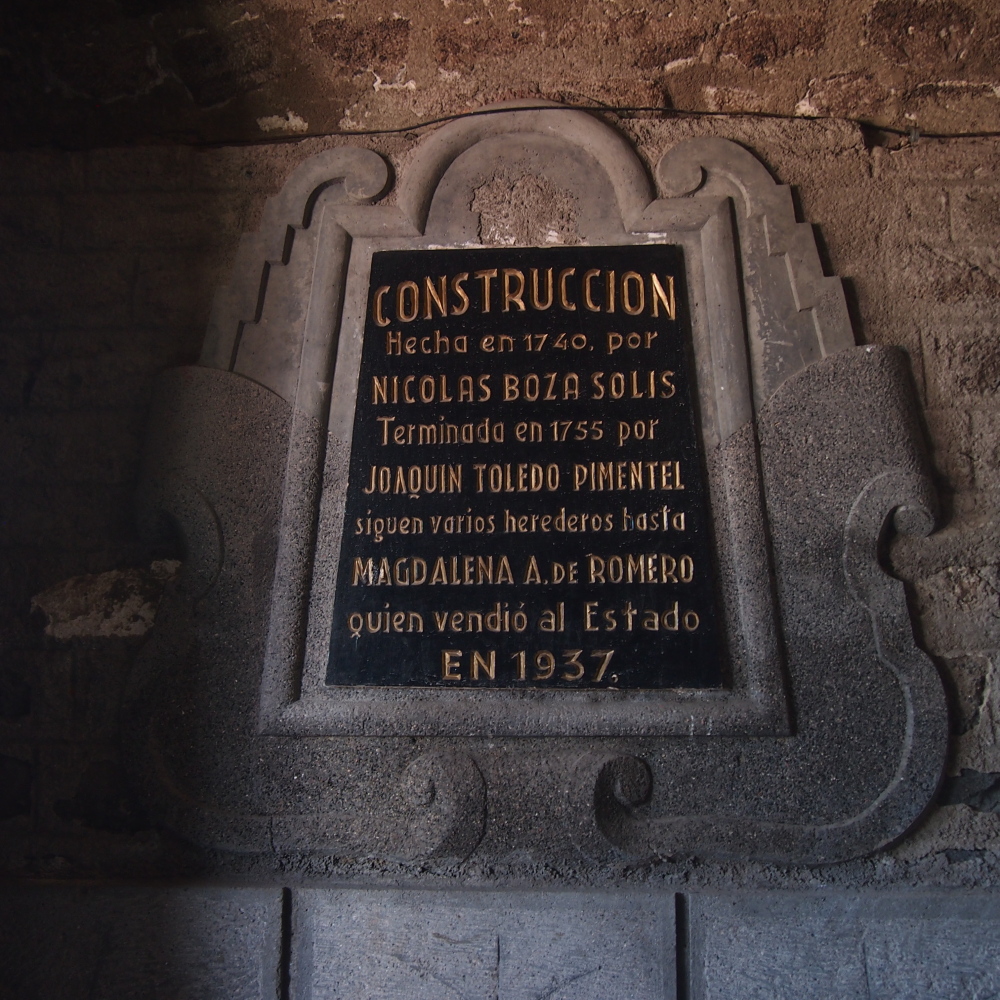 CONSTRUCCION
Hecha en 1740, por
NICOLAS BOZA SOLIS
Terminada en 1755 por
JOAQUIN TOLEDO PIMENTEL
siguen varios herederos hasta
MAGDALENA A. DE ROMERO
quien vendió al Estado
EN 1937.